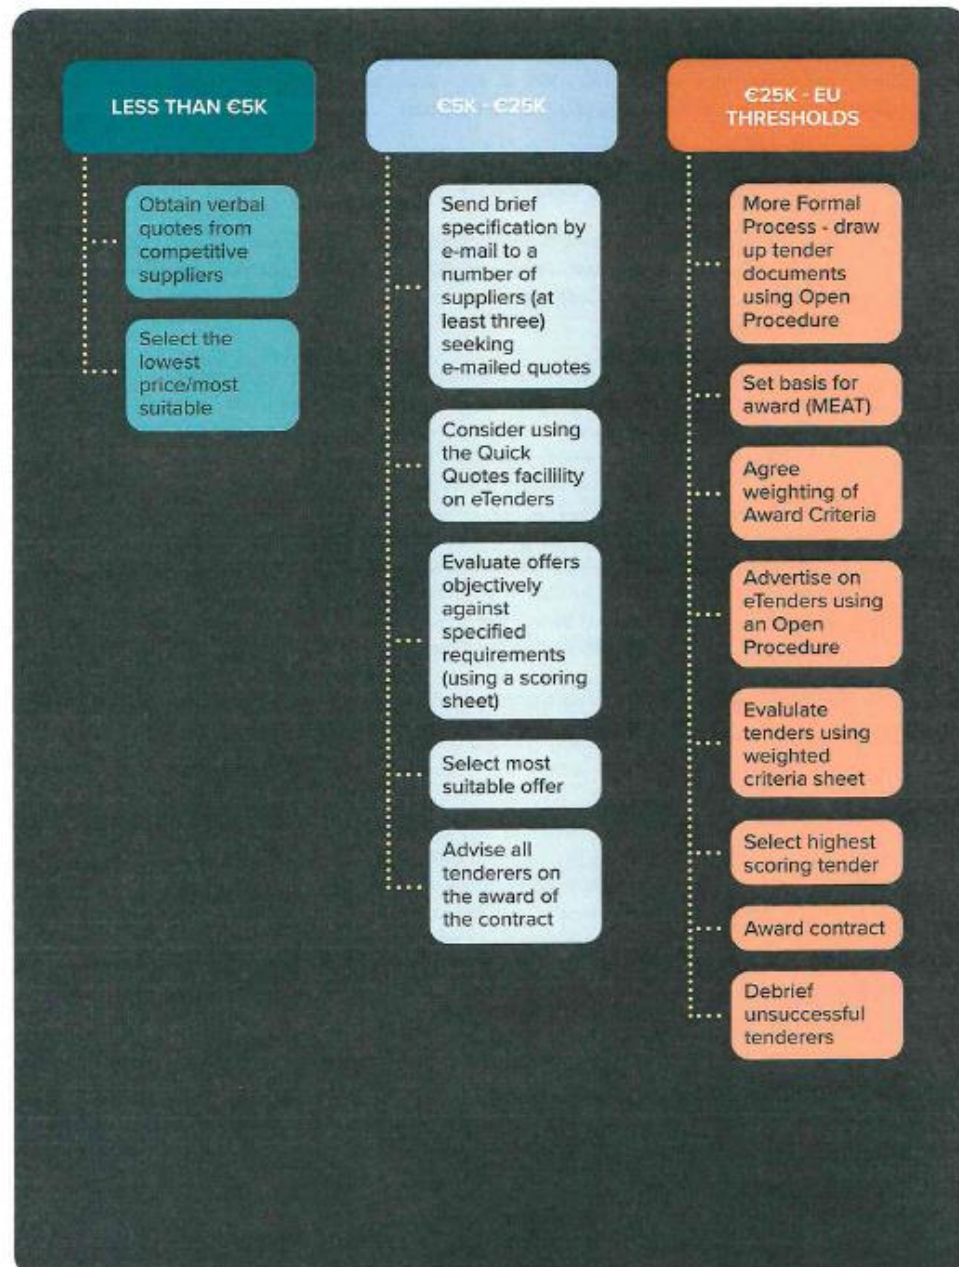 LESS THAN €5K
Obtain verbal
quotes from
competitive
suppliers
Select the
lowest
price/most
suitable
€5K - €25K
Send brief
specification by
e-mail to a
number of
suppliers (at
least three)
seeking
e-mailed quotes
Consider using
the Quick
Quotes facilility
on eTenders
Evaluate offers
objectively
against
specified
requirements
(using a scoring
sheet)
Select most
suitable offer
Advise all
tenderers on
the award of
the contract
€25K - EU
THRESHOLDS
More Formal
Process - draw
up tender
documents
using Open
Procedure
Set basis for
award (MEAT)
Agree
weighting of
Award Criteria
Advertise on
eTenders using
an Open
Procedure
Evalulate
tenders using
weighted
criteria sheet
Select highest
scoring tender
Award contract
Debrief
unsuccessful
tenderers